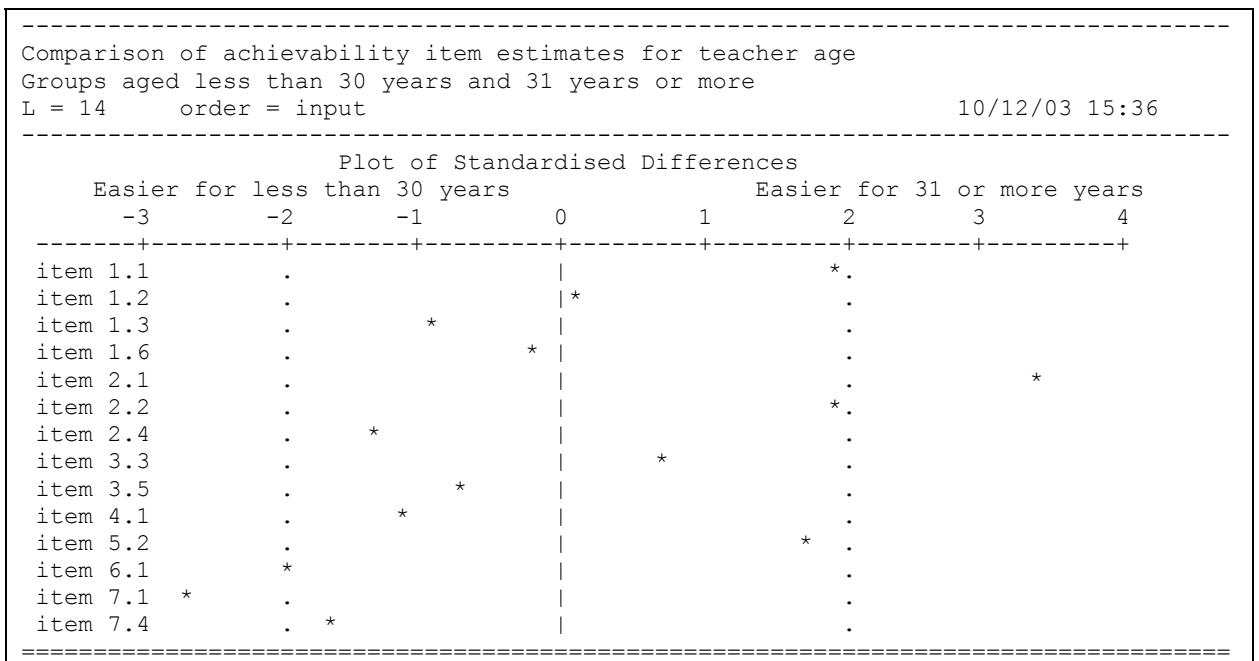 --------------------------------------------------------------------------------
Comparison of achievability item estimates for teacher age
Groups aged less than 30 years and 31 years or more
L = 14     order = input                                         10/12/03 15:36
--------------------------------------------------------------------------------
                      Plot of Standardised Differences
     Easier for less than 30 years                 Easier for 31 or more years
       -3        -2       -1         0         1         2        3         4
 -------+---------+--------+---------+---------+---------+--------+---------+
 item 1.1         .                  |                  *.
 item 1.2         .                  |*                  .
 item 1.3         .         *        |                   .
 item 1.6         .                * |                   .
 item 2.1         .                  |                   .            *
 item 2.2         .                  |                  *.
 item 2.4         .     *            |                   .
 item 3.3         .                  |      *            .
 item 3.5         .           *      |                   .
 item 4.1         .       *          |                   .
 item 5.2         .                  |                *  .
 item 6.1         *                  |                   .
 item 7.1  *      .                  |                   .
 item 7.4         .  *               |                   .
================================================================================